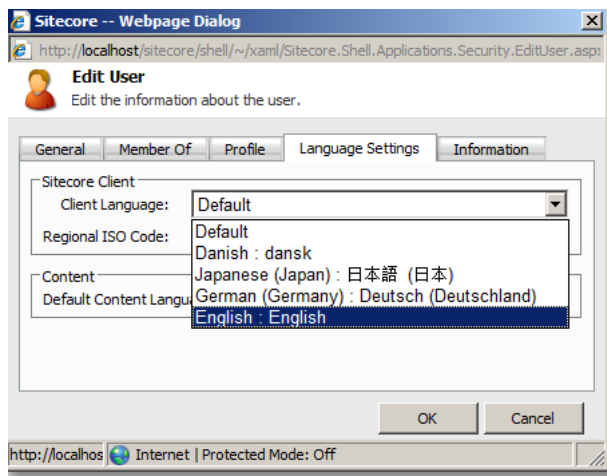 Sitecore -- Webpage Dialog
http://localhost/sitecore/shell/~/xaml/Sitecore.Shell.Applications.Security.EditUser.asp
Edit User
Edit the information about the user.
General Member Of Profile Language Settings Information
Sitecore Client
Client Language: Default
Regional ISO Code: Default
Danish : dansk
Japanese (Japan) : 日本語 (日本)
Content
Default Content Langu German (Germany) : Deutsch (Deutschland)
English : English
OK Cancel
http://localhos Internet | Protected Mode: Off